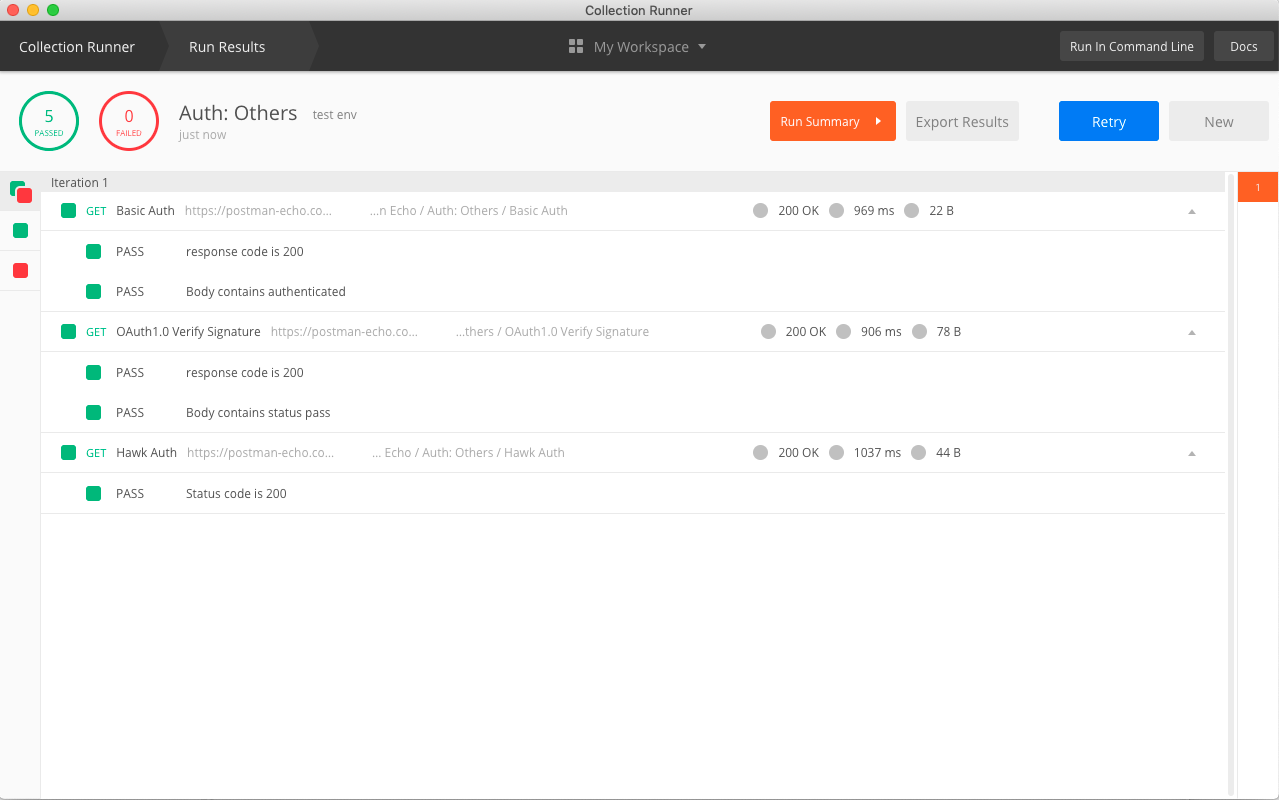 Collection Runner
Collection Runner Run Results My Workspace Run In Command Line Docs
5 PASSED 0 FAILED Auth: Others test env Run Summary Export Results Retry New
just now
Iteration 1 1
GET Basic Auth https://postman-echo.co... ...n Echo / Auth: Others / Basic Auth 200 OK 969 ms 22 B
PASS response code is 200
PASS Body contains authenticated
GET OAuth1.0 Verify Signature https://postman-echo.co... ...thers / OAuth1.0 Verify Signature 200 OK 906 ms 78 B
PASS response code is 200
PASS Body contains status pass
GET Hawk Auth https://postman-echo.co... ... Echo / Auth: Others / Hawk Auth 200 OK 1037 ms 44 B
PASS Status code is 200